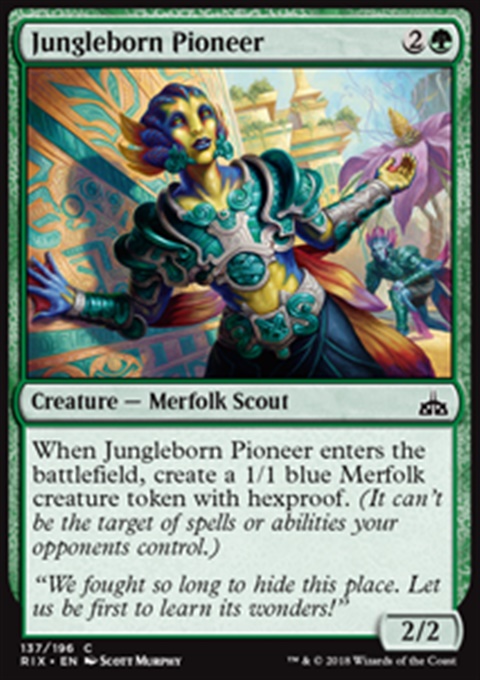 Jungleborn Pioneer 2
Creature — Merfolk Scout
When Jungleborn Pioneer enters the
battlefield, create a 1/1 blue Merfolk
creature token with hexproof. (It can't
be the target of spells or abilities your
opponents control.)
"We fought so long to hide this place. Let
us be first to learn its wonders!"
2/2
137/196 C
RIX • EN Scott Murphy
™ & © 2018 Wizards of the Coast